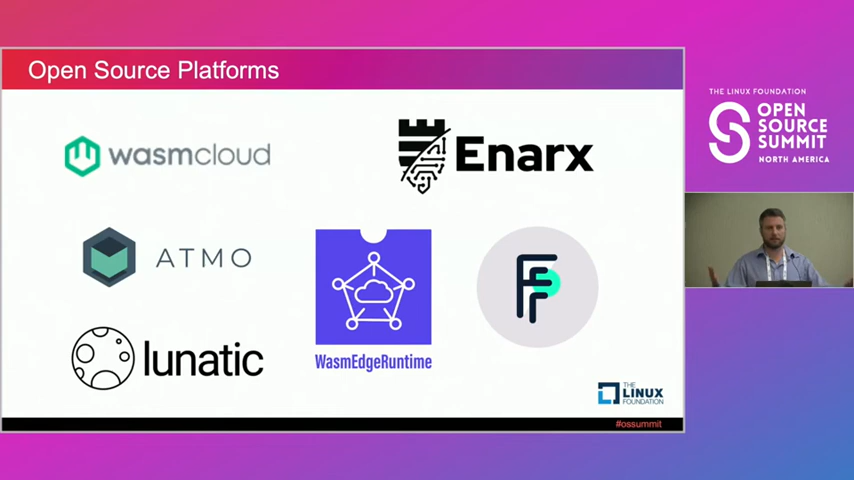 Open Source Platforms
wasmcloud
Enarx
ATMO
WasmEdgeRuntime
lunatic
THE
LINUX
FOUNDATION
#ossummit
THE LINUX FOUNDATION
OPEN
SOURCE
SUMMIT
NORTH AMERICA